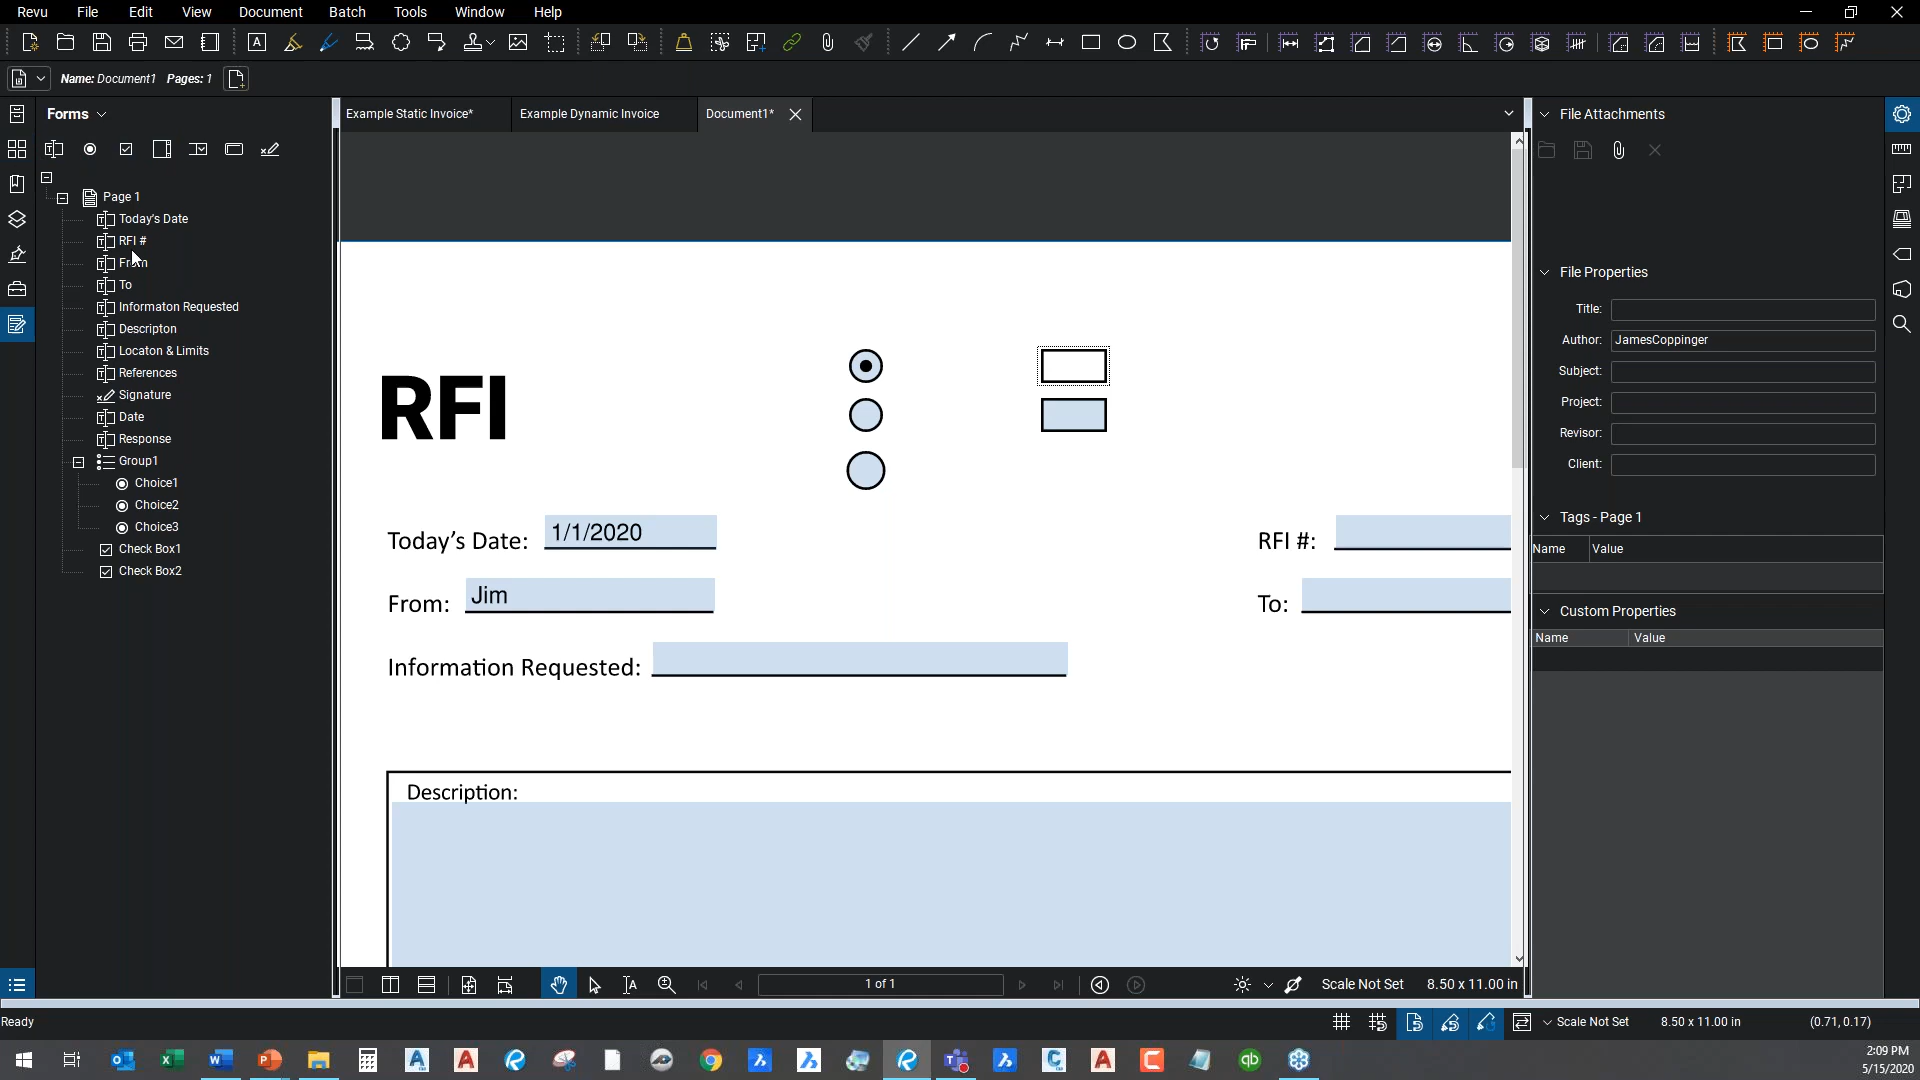 Revu File Edit View Document Batch Tools Window Help
Name: Document1 Pages: 1
Forms
Example Static Invoice* Example Dynamic Invoice Document1*
File Attachments
Page 1
Today's Date
RFI #
From
To
Informaton Requested
Descripton
Locaton & Limits
References
Signature
Date
Response
Group1
Choice1
Choice2
Choice3
Check Box1
Check Box2
RFI
Today's Date: 1/1/2020
RFI #:
From: Jim
To:
Information Requested:
Description:
File Properties
Title:
Author: JamesCoppinger
Subject:
Project:
Revisor:
Client:
Tags - Page 1
Name Value
Custom Properties
Name Value
1 of 1
Scale Not Set 8.50 x 11.00 in
Ready
Scale Not Set 8.50 x 11.00 in (0.71, 0.17)
2:09 PM
5/15/2020